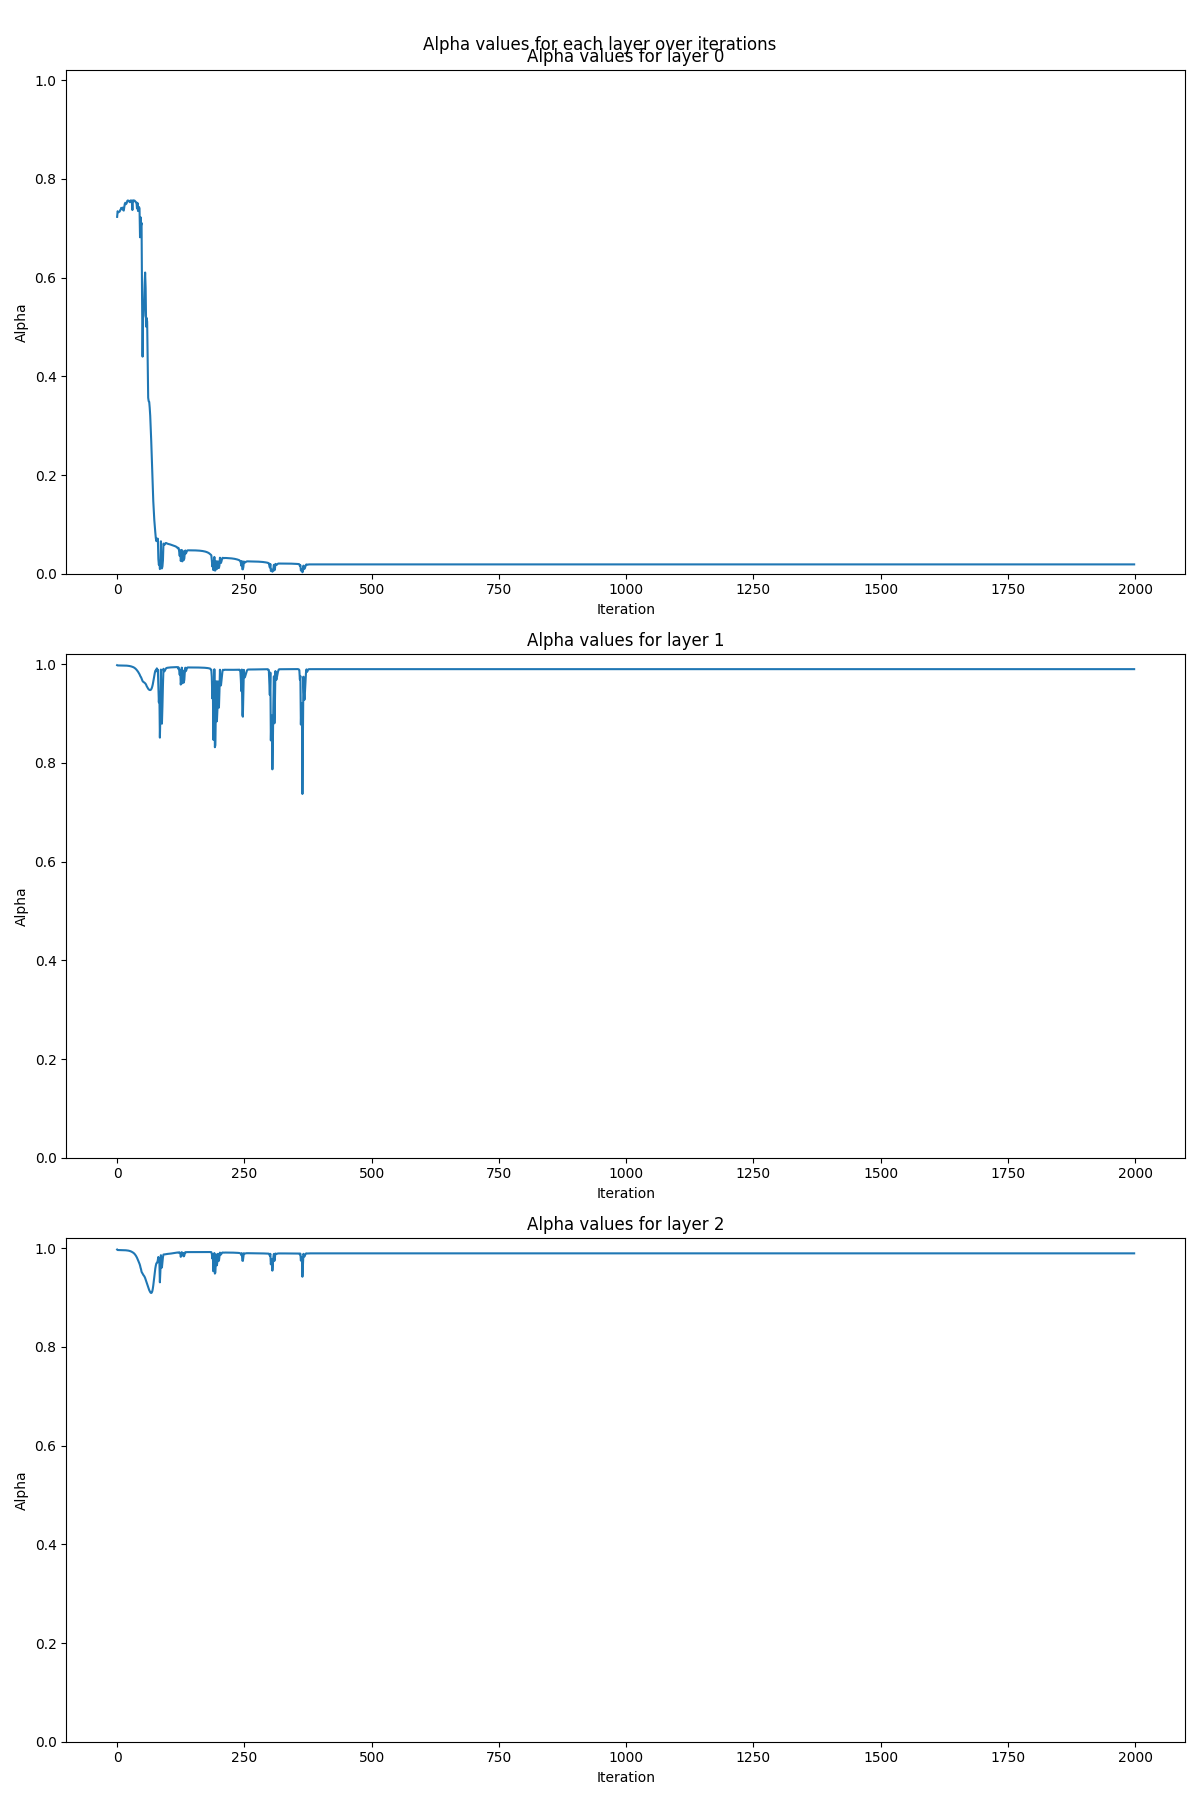 Alpha values for each layer over iterations
Alpha values for layer 0
1.0
0.8
0.6
0.4
0.2
0.0
Alpha
0 250 500 750 1000 1250 1500 1750 2000
Iteration
Alpha values for layer 1
1.0
0.8
0.6
0.4
0.2
0.0
Alpha
0 250 500 750 1000 1250 1500 1750 2000
Iteration
Alpha values for layer 2
1.0
0.8
0.6
0.4
0.2
0.0
Alpha
0 250 500 750 1000 1250 1500 1750 2000
Iteration